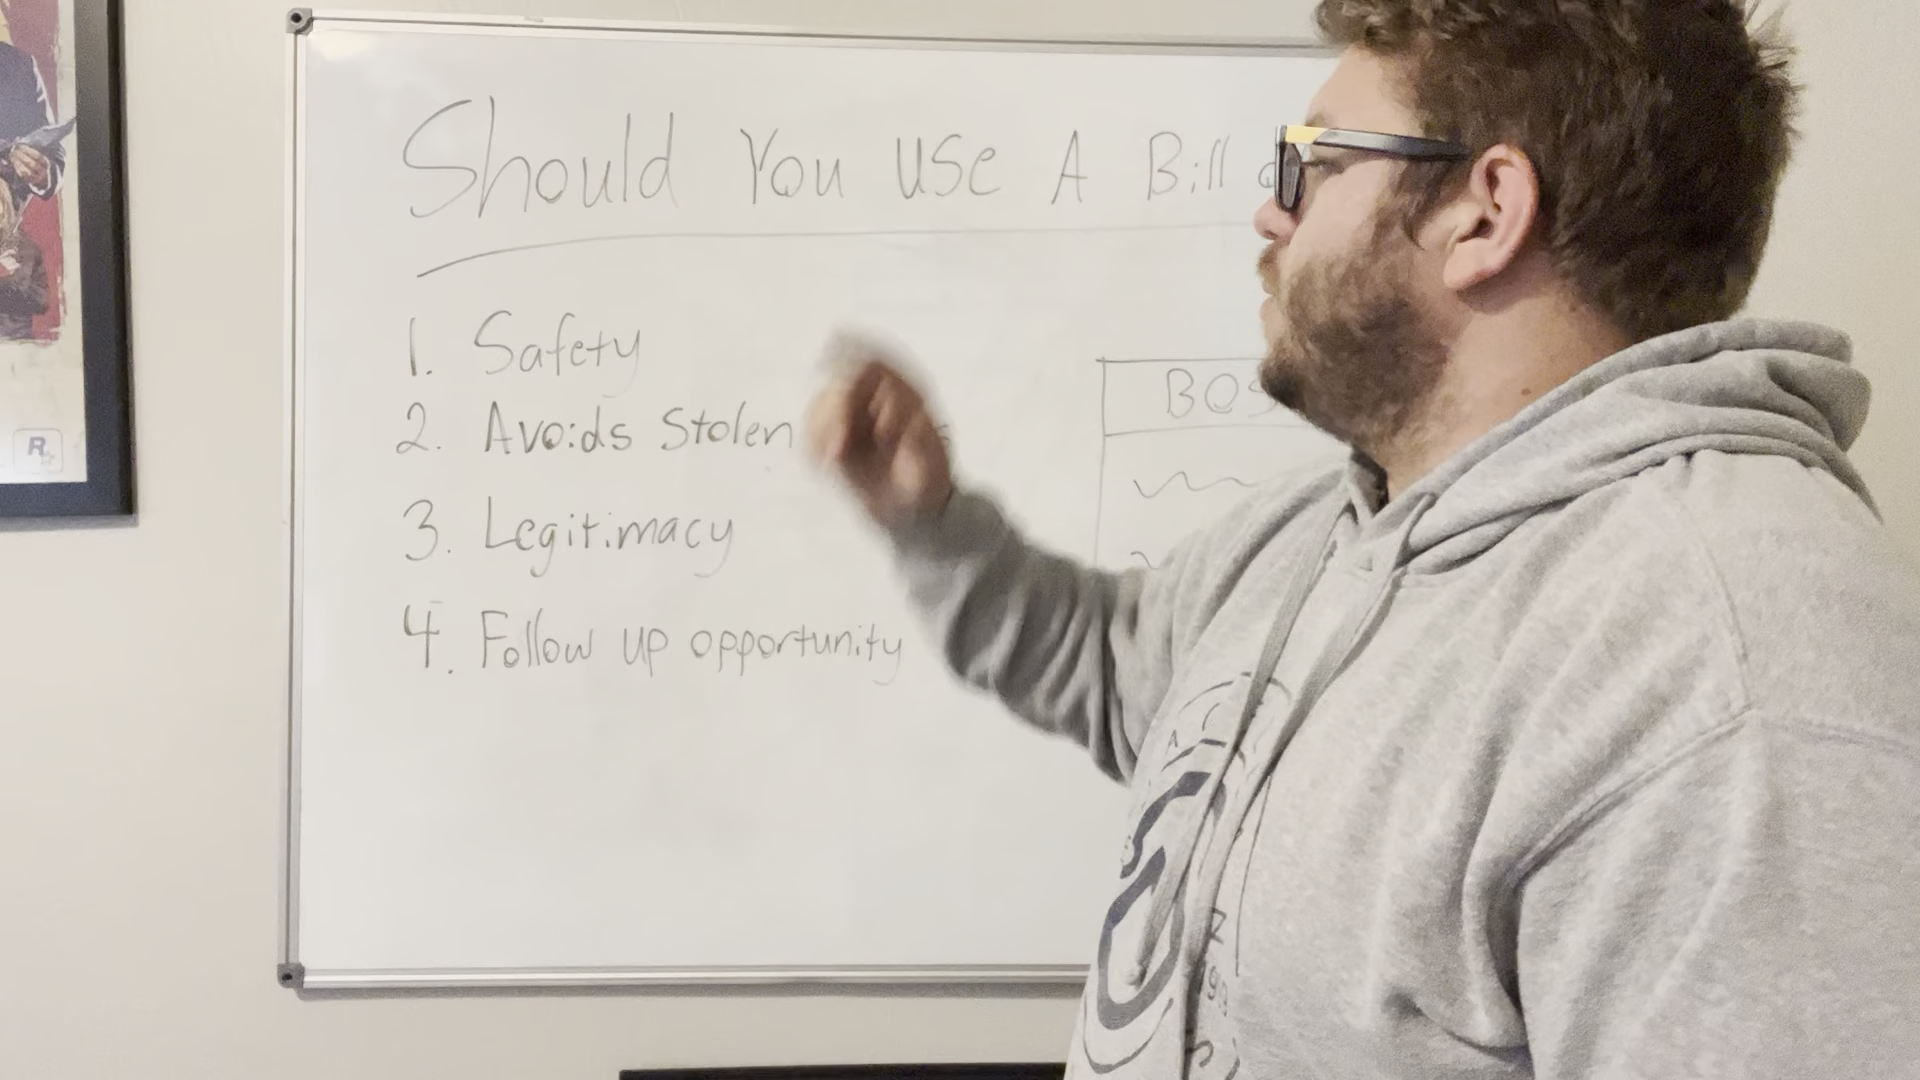 Should You Use A Bill
1. Safety
2. Avoids Stolen
3. Legitimacy
4. Follow up opportunity
BOS
R